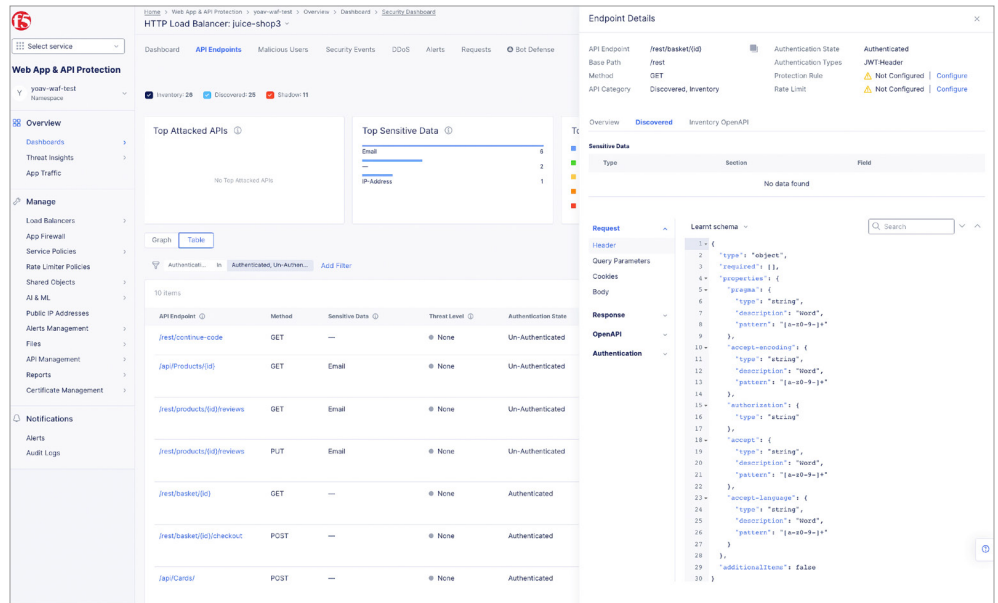 Home > Web App & API Protection > yoav-waf-test > Overview > Dashboard > Security Dashboard
HTTP Load Balancer: juice-shop3
Select service
Web App & API Protection
Y yoav-waf-test
Namespace
Overview
Dashboards
Threat Insights
App Traffic
Manage
Load Balancers
App Firewall
Service Policies
Rate Limiter Policies
Shared Objects
AI & ML
Public IP Addresses
Alerts Management
Files
API Management
Reports
Certificate Management
Notifications
Alerts
Audit Logs
Dashboard API Endpoints Malicious Users Security Events DDoS Alerts Requests Bot Defense
Inventory: 26 Discovered: 25 Shadow: 11
Top Attacked APIs
No Top Attacked APIs
Top Sensitive Data
Email 6
— 2
IP-Address 1
Graph Table
Authenticati... In Authenticated, Un-Authen... Add Filter
10 items
API Endpoint Method Sensitive Data Threat Level Authentication State
/rest/continue-code GET — None Un-Authenticated
/api/Products/{id} GET Email None Un-Authenticated
/rest/products/{id}/reviews GET Email None Un-Authenticated
/rest/products/{id}/reviews PUT Email None Un-Authenticated
/rest/basket/{id} GET — None Authenticated
/rest/basket/{id}/checkout POST — None Authenticated
/api/Cards/ POST — None Authenticated
Endpoint Details
API Endpoint /rest/basket/{id} Authentication State Authenticated
Base Path /rest Authentication Types JWT:Header
Method GET Protection Rule Not Configured | Configure
API Category Discovered, Inventory Rate Limit Not Configured | Configure
Overview Discovered Inventory OpenAPI
Sensitive Data
Type Section Field
No data found
Request
Header
Query Parameters
Cookies
Body
Response
OpenAPI
Authentication
Learnt schema
Search
1 {
2 "type": "object",
3 "required": [],
4 "properties": {
5 "pragma": {
6 "type": "string",
7 "description": "Word",
8 "pattern": "[a-z0-9-]+"
9 },
10 "accept-encoding": {
11 "type": "string",
12 "description": "Word",
13 "pattern": "[a-z0-9-]+"
14 },
15 "authorization": {
16 "type": "string"
17 },
18 "accept": {
19 "type": "string",
20 "description": "Word",
21 "pattern": "[a-z0-9-]+"
22 },
23 "accept-language": {
24 "type": "string",
25 "description": "Word",
26 "pattern": "[a-z0-9-]+"
27 }
28 },
29 "additionalItems": false
30 }